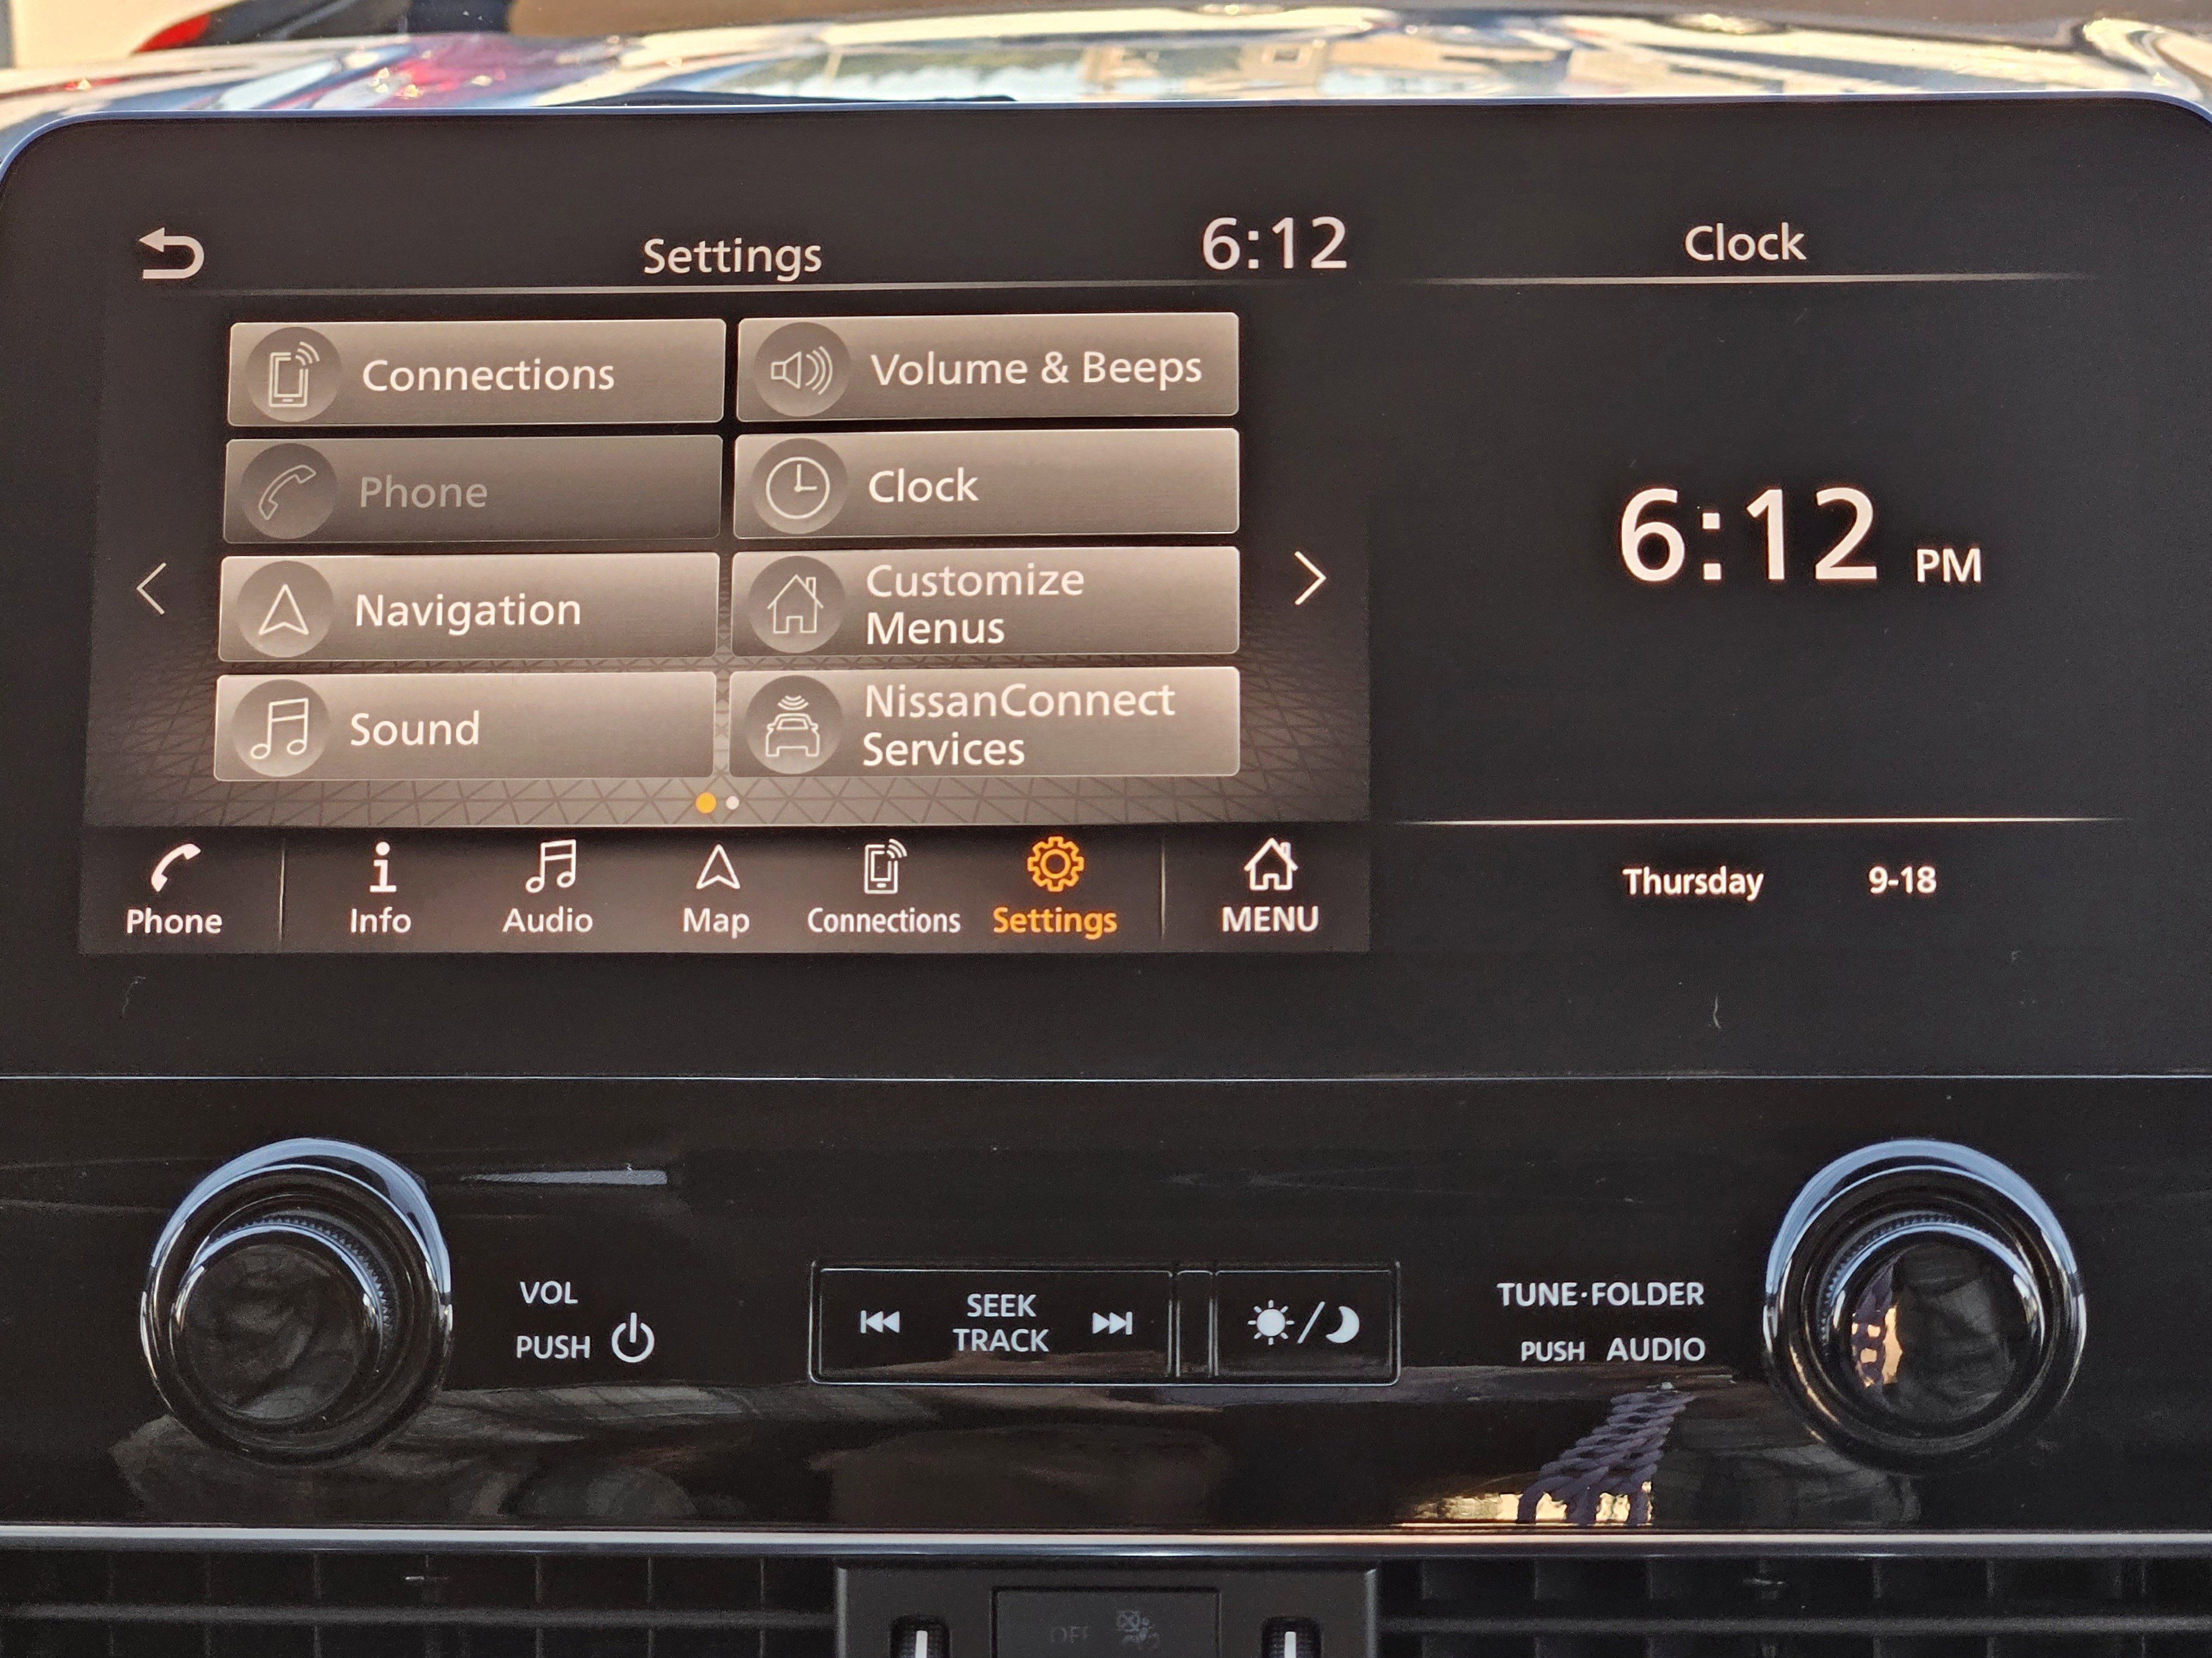 Settings
6:12
Clock
Connections
Volume & Beeps
Phone
Clock
Navigation
Customize
Menus
Sound
NissanConnect
Services
6:12 PM
Phone
Info
Audio
Map
Connections
Settings
MENU
Thursday 9-18
VOL
PUSH
SEEK
TRACK
TUNE·FOLDER
PUSH AUDIO
OFF